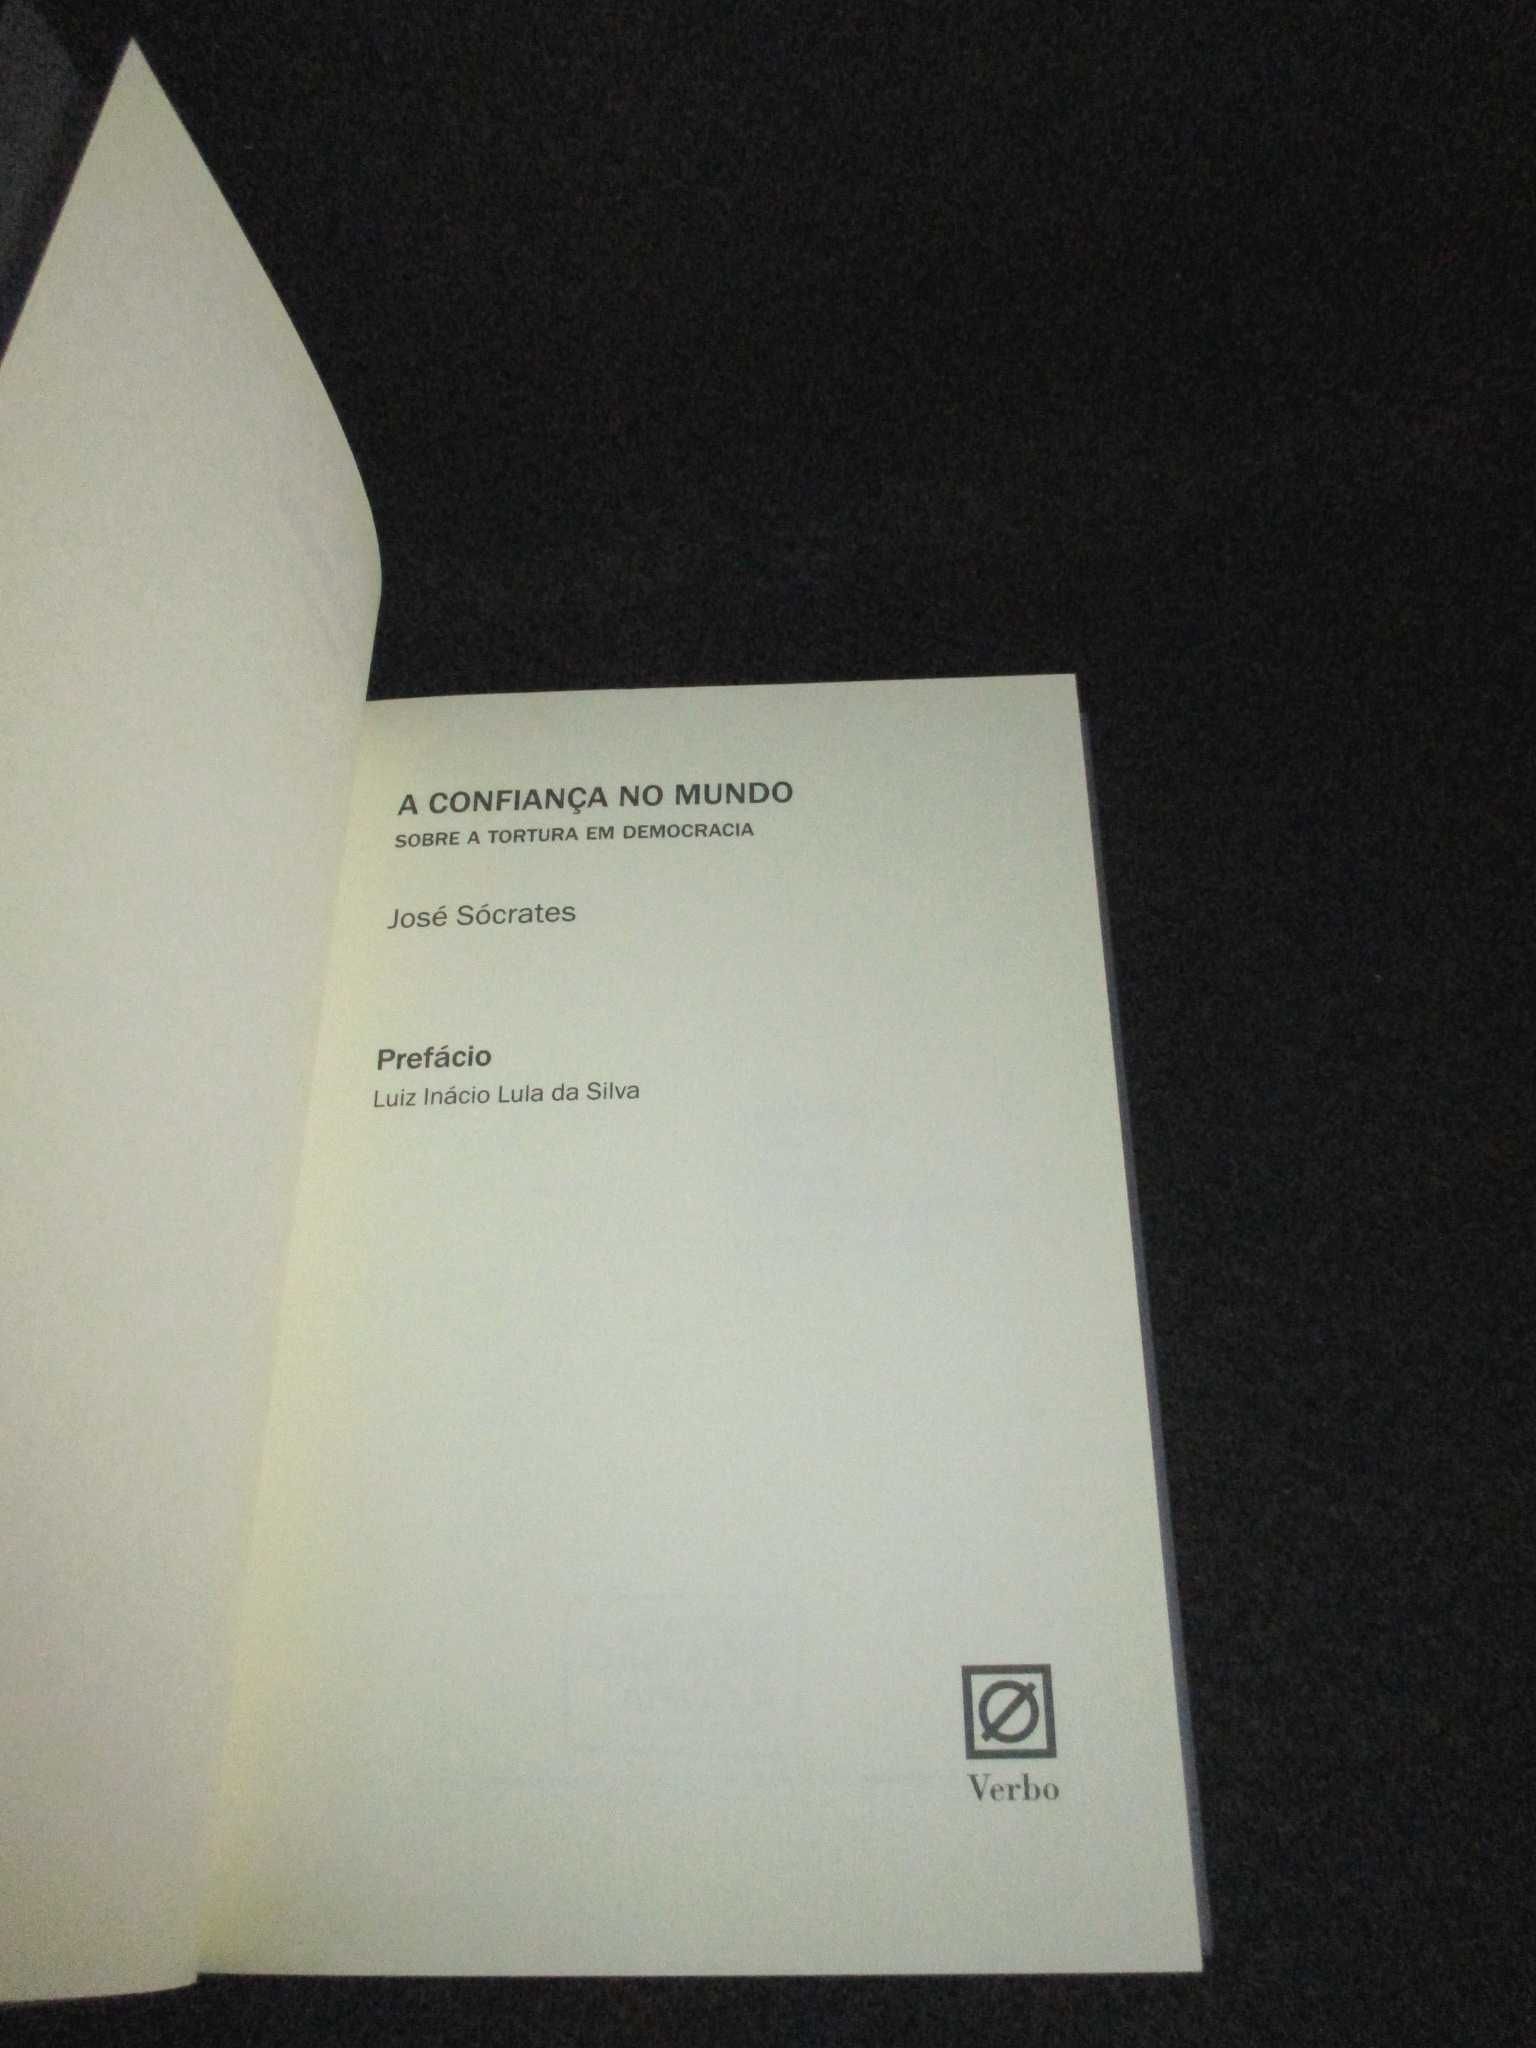 A CONFIANÇA NO MUNDO
SOBRE A TORTURA EM DEMOCRACIA
José Sócrates
Prefácio
Luiz Inácio Lula da Silva
Verbo